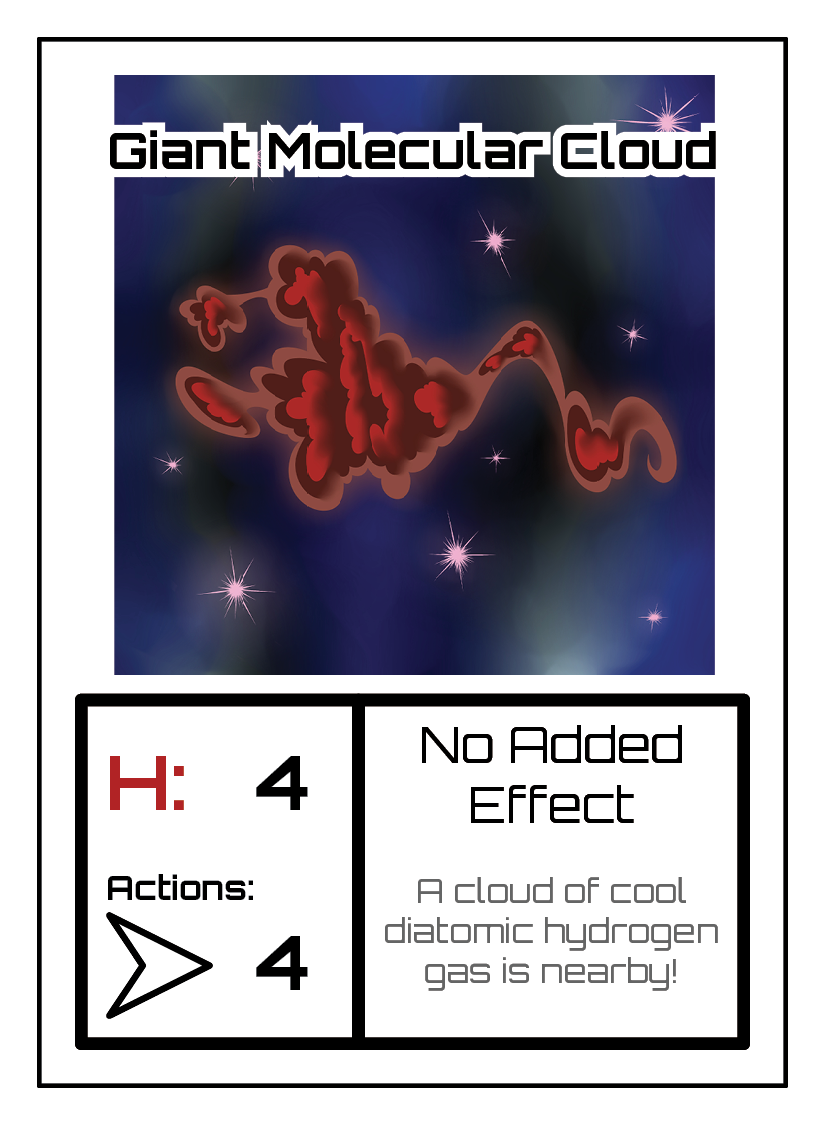 Giant Molecular Cloud
H: 4
Actions:
4
No Added
Effect
A cloud of cool
diatomic hydrogen
gas is nearby!